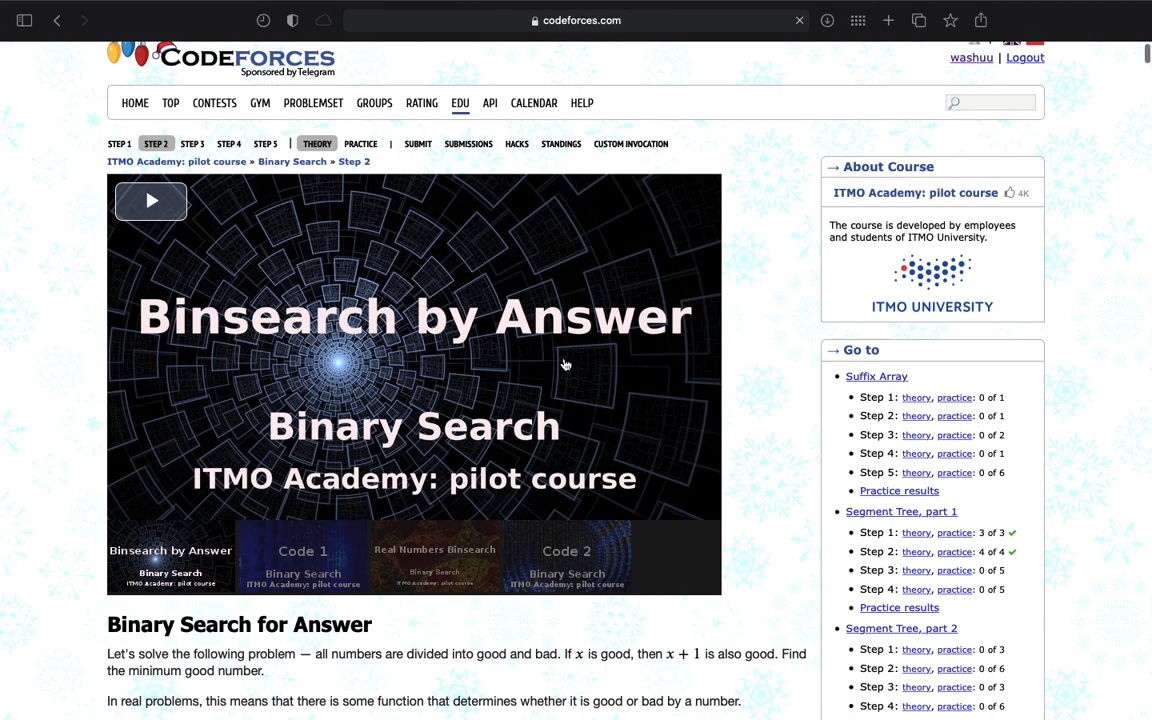 codeforces.com
CODEFORCES
Sponsored by Telegram
washuu | Logout
HOME TOP CONTESTS GYM PROBLEMSET GROUPS RATING EDU API CALENDAR HELP
STEP 1 STEP 2 STEP 3 STEP 4 STEP 5 | THEORY PRACTICE | SUBMIT SUBMISSIONS HACKS STANDINGS CUSTOM INVOCATION
ITMO Academy: pilot course » Binary Search » Step 2
Binsearch by Answer
Binary Search
ITMO Academy: pilot course
Binsearch by Answer
Binary Search
ITMO Academy: pilot course
Code 1
Binary Search
ITMO Academy: pilot course
Real Numbers Binsearch
Binary Search
ITMO Academy: pilot course
Code 2
Binary Search
ITMO Academy: pilot course
Binary Search for Answer
Let's solve the following problem — all numbers are divided into good and bad. If x is good, then x + 1 is also good. Find
the minimum good number.
In real problems, this means that there is some function that determines whether it is good or bad by a number.
→ About Course
ITMO Academy: pilot course 4K
The course is developed by employees
and students of ITMO University.
ITMO UNIVERSITY
→ Go to
• Suffix Array
• Step 1: theory, practice: 0 of 1
• Step 2: theory, practice: 0 of 1
• Step 3: theory, practice: 0 of 2
• Step 4: theory, practice: 0 of 1
• Step 5: theory, practice: 0 of 6
• Practice results
• Segment Tree, part 1
• Step 1: theory, practice: 3 of 3 ✓
• Step 2: theory, practice: 4 of 4 ✓
• Step 3: theory, practice: 0 of 5
• Step 4: theory, practice: 0 of 5
• Practice results
• Segment Tree, part 2
• Step 1: theory, practice: 0 of 3
• Step 2: theory, practice: 0 of 6
• Step 3: theory, practice: 0 of 3
• Step 4: theory, practice: 0 of 6